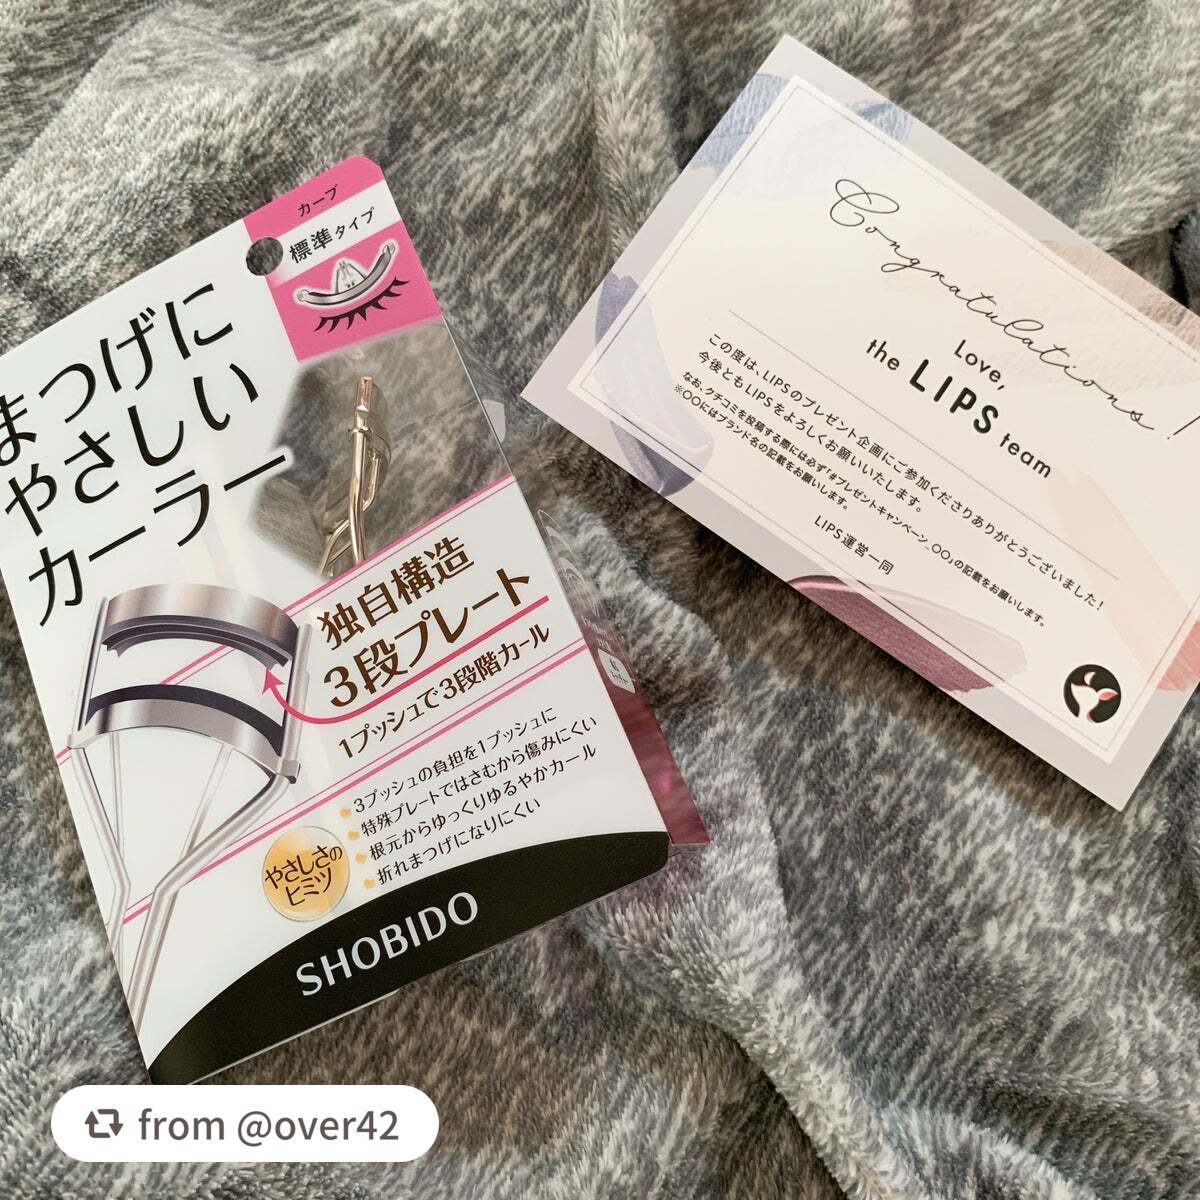 カーブ
標準タイプ
まつげに
やさしい
カーラー
独自構造
3段プレート
1プッシュで3段階カール
3プッシュの負担を1プッシュに
特殊プレートではさむから傷みにくい
根元からゆっくりゆるやかカール
折れまつげになりにくい
やさしさの
ヒミツ
SHOBIDO
Congratulations!
Love,
the LIPS team
この度は、LIPSのプレゼント企画にご参加くださりありがとうございました!
今後ともLIPSをよろしくお願いいたします。
なお、クチコミを投稿する際には必ず「#プレゼントキャンペーン_〇〇」の記載をお願いします。
※〇〇にはブランド名の記載をお願いします。
LIPS運営一同
from @over42